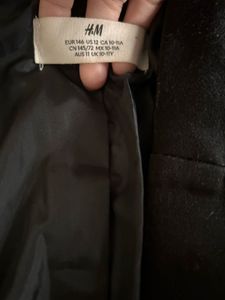 H&M
EUR 146 US 12 CA 10-11A
CN 145/72 MX 10-11A
AUS 11 UK 10-11Y